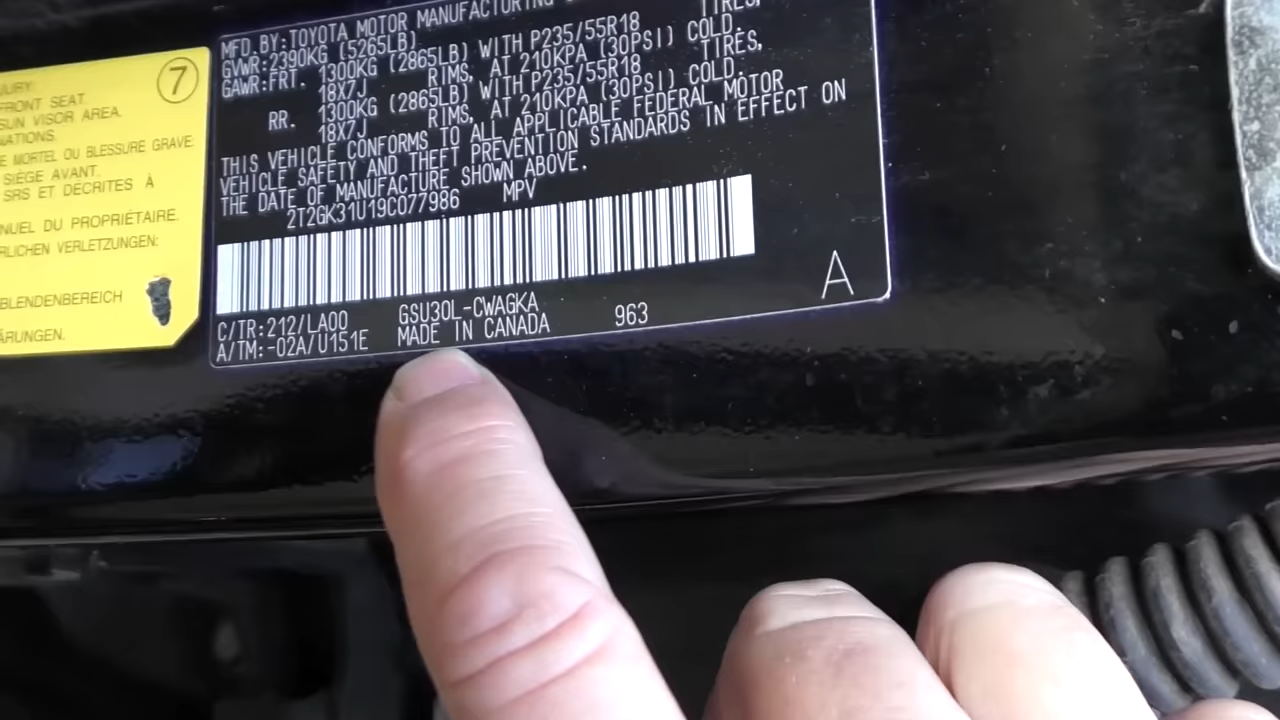 7
URY:
FRONT SEAT.
SUN VISOR AREA.
NATIONS.
E MORTEL OU BLESSURE GRAVE:
SIÈGE AVANT.
SRS ET DÉCRITES À
NUEL DU PROPRIÉTAIRE.
RLICHEN VERLETZUNGEN:
BLENDENBEREICH
ÄRUNGEN.
MFD. BY: TOYOTA MOTOR MANUFACTURING
GVWR: 2390KG (5265LB)
GAWR: FRT. 1300KG (2865LB) WITH P235/55R18 TIRES,
18X7J RIMS, AT 210KPA (30PSI) COLD.
RR. 1300KG (2865LB) WITH P235/55R18 TIRES,
18X7J RIMS, AT 210KPA (30PSI) COLD.
THIS VEHICLE CONFORMS TO ALL APPLICABLE FEDERAL MOTOR
VEHICLE SAFETY AND THEFT PREVENTION STANDARDS IN EFFECT ON
THE DATE OF MANUFACTURE SHOWN ABOVE.
2T2GK31U19C077986 MPV
C/TR: 212/LA00 GSU30L-CWAGKA 963
A/TM: -02A/U151E MADE IN CANADA
A